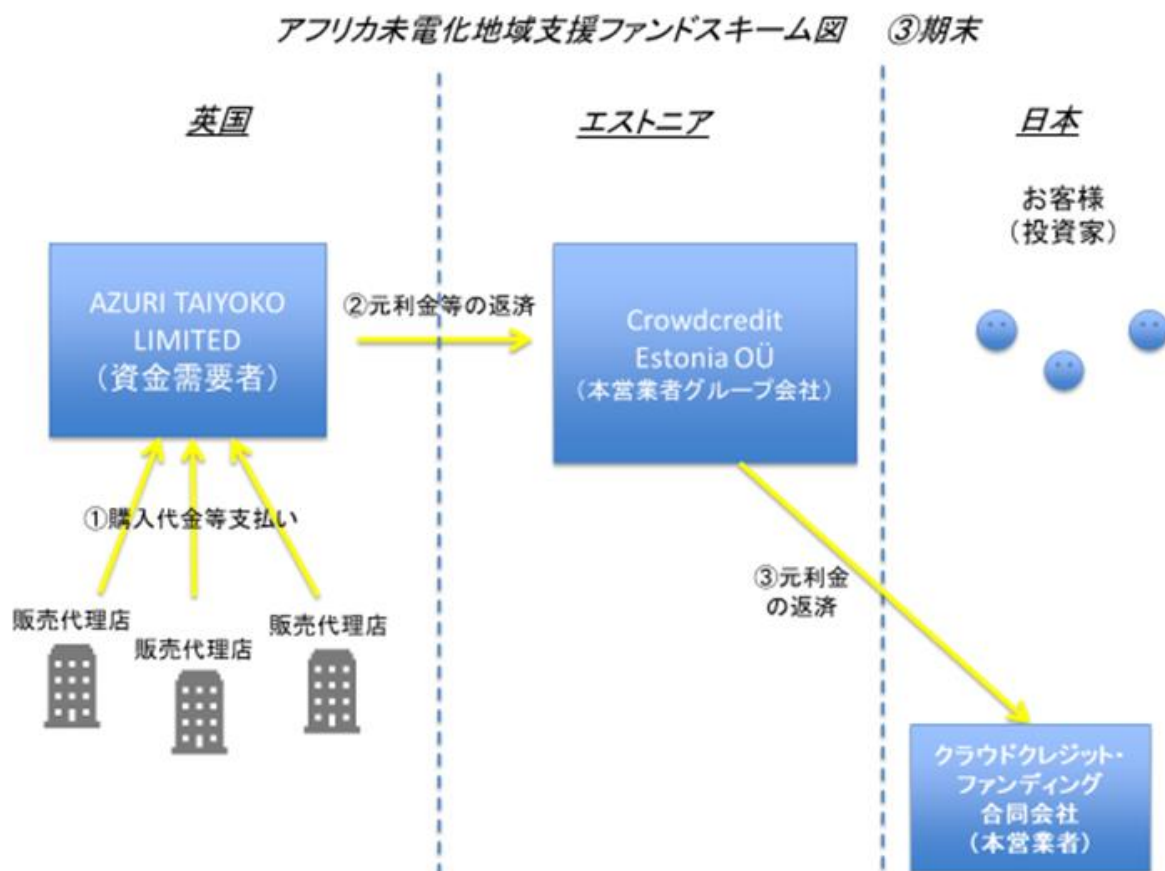 アフリカ未電化地域支援ファンドスキーム図　③期末
英国
エストニア
日本
お客様
（投資家）
AZURI TAIYOKO
LIMITED
（資金需要者）
②元利金等の返済
Crowdcredit
Estonia OÜ
（本営業者グループ会社）
①購入代金等支払い
③元利金
の返済
販売代理店
販売代理店
販売代理店
クラウドクレジット・
ファンディング
合同会社
（本営業者）